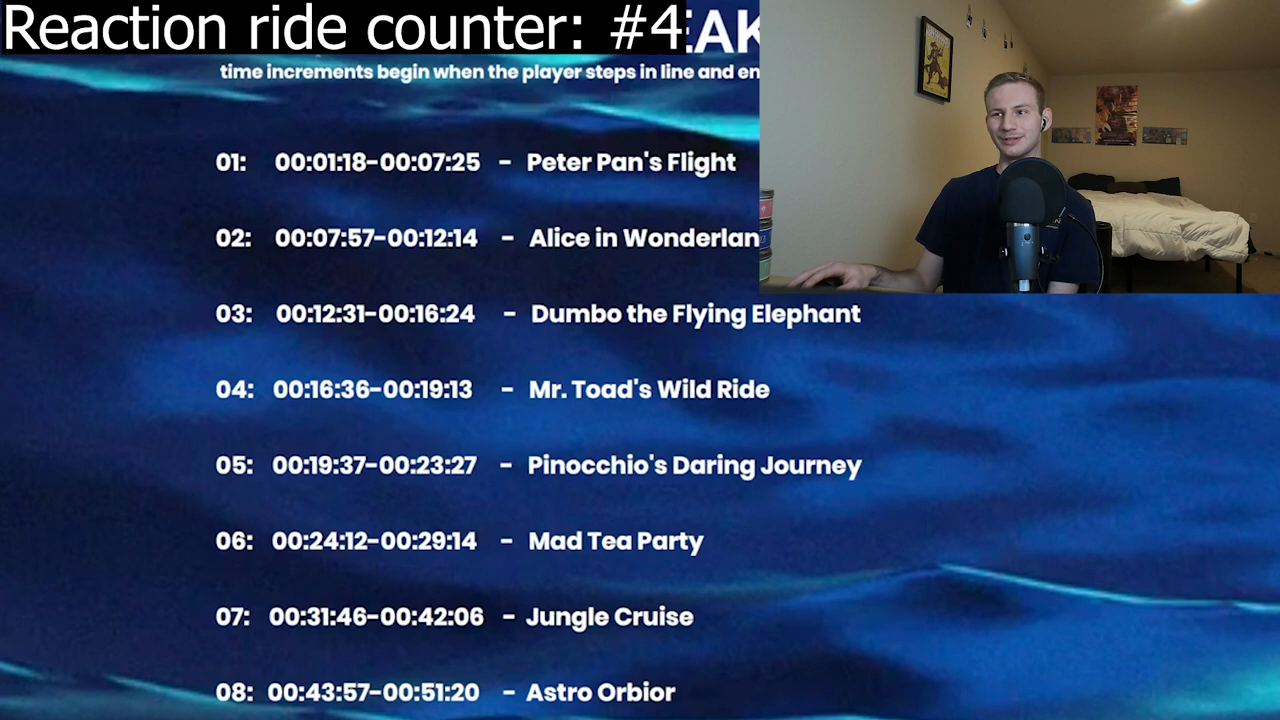 Reaction ride counter: #4
EAK
time increments begin when the player steps in line and en
01: 00:01:18-00:07:25 - Peter Pan's Flight
02: 00:07:57-00:12:14 - Alice in Wonderlan
03: 00:12:31-00:16:24 - Dumbo the Flying Elephant
04: 00:16:36-00:19:13 - Mr. Toad's Wild Ride
05: 00:19:37-00:23:27 - Pinocchio's Daring Journey
06: 00:24:12-00:29:14 - Mad Tea Party
07: 00:31:46-00:42:06 - Jungle Cruise
08: 00:43:57-00:51:20 - Astro Orbior